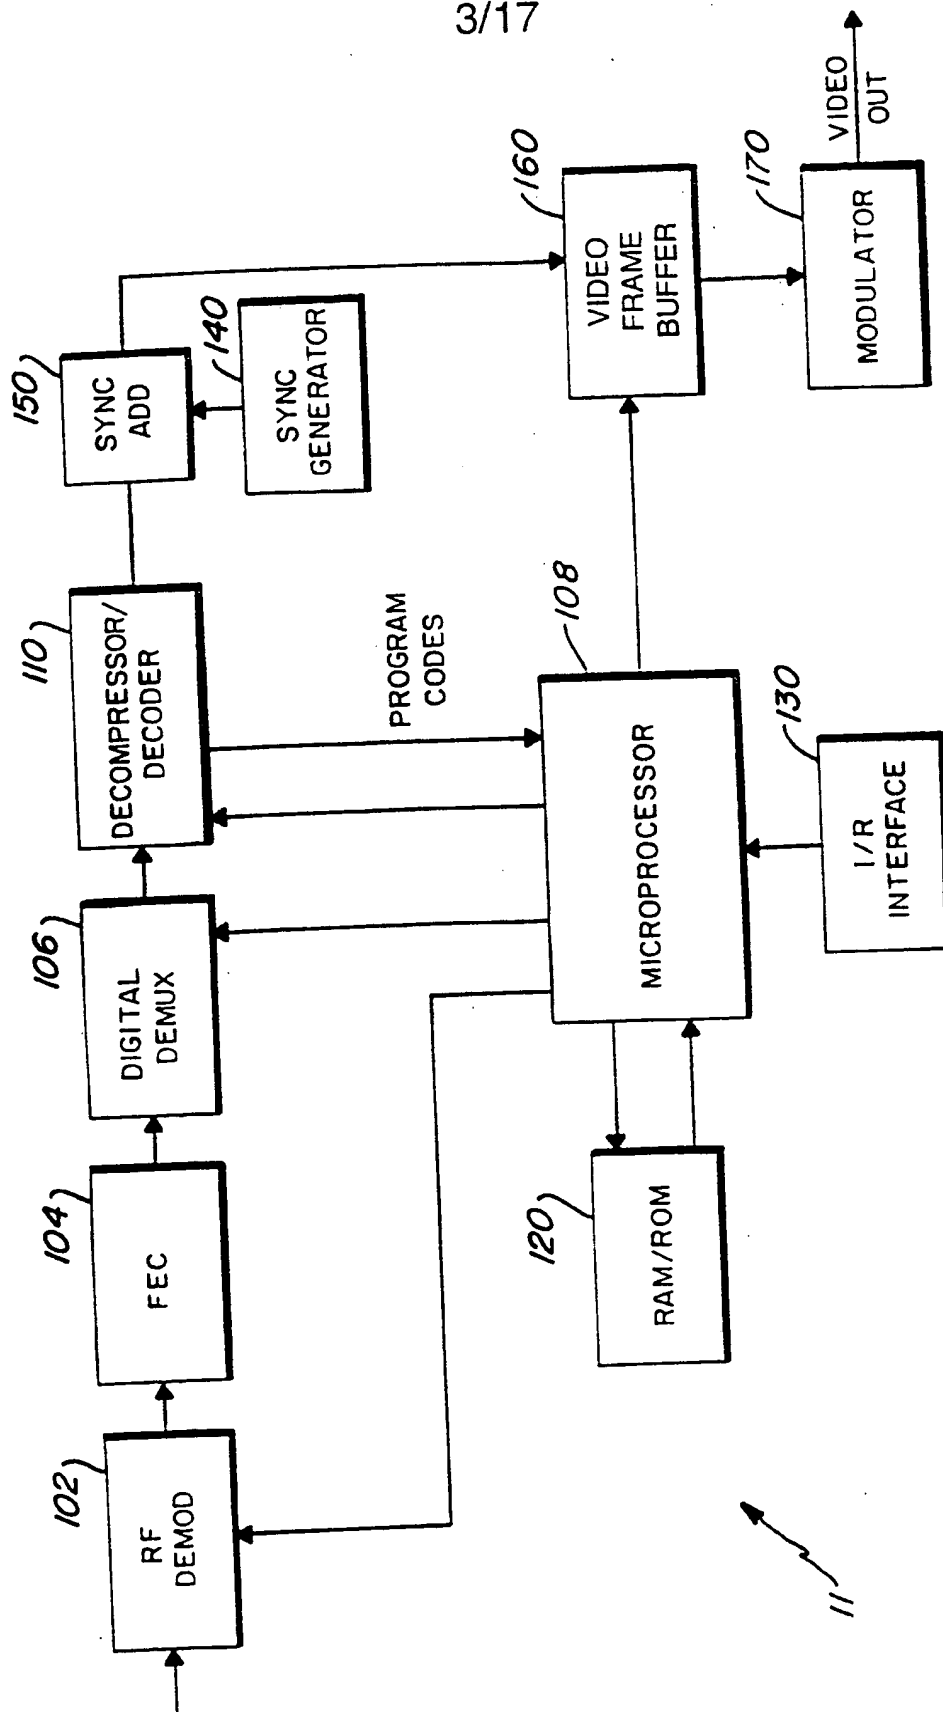 3/17
102
RF
DEMOD
104
FEC
106
DIGITAL
DEMUX
110
DECOMPRESSOR/
DECODER
150
SYNC
ADD
140
SYNC
GENERATOR
PROGRAM
CODES
120
RAM/ROM
108
MICROPROCESSOR
130
I/R
INTERFACE
160
VIDEO
FRAME
BUFFER
170
MODULATOR
VIDEO
OUT
11